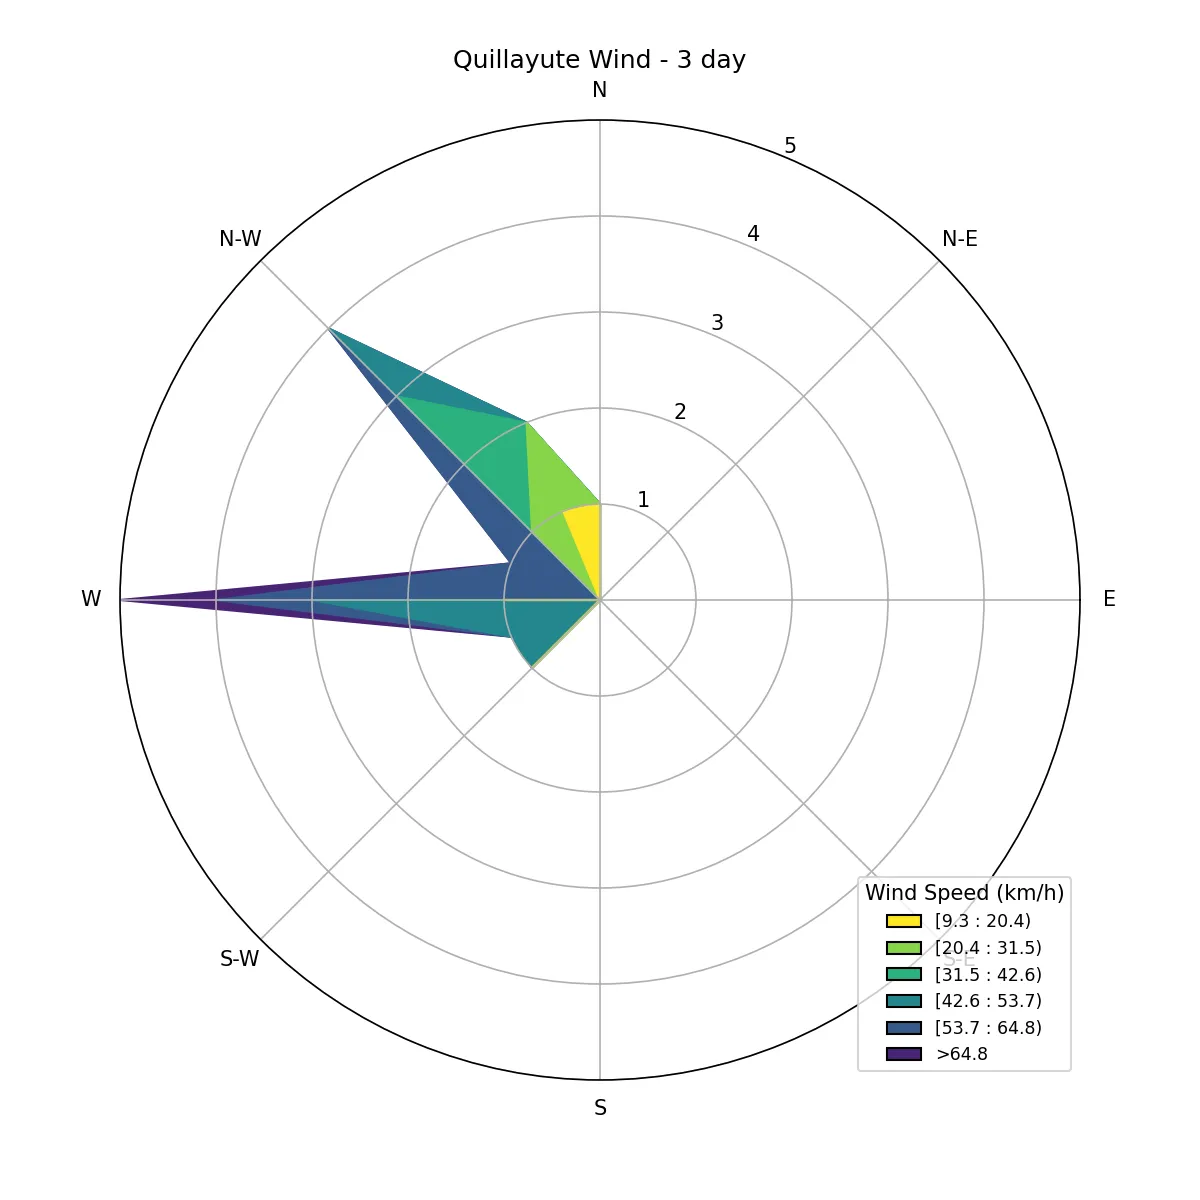 Quillayute Wind - 3 day
N
5
N-W
N-E
4
3
2
1
W
E
Wind Speed (km/h)
[9.3 : 20.4)
[20.4 : 31.5)
S-W
S-E
[31.5 : 42.6)
[42.6 : 53.7)
[53.7 : 64.8)
>64.8
S